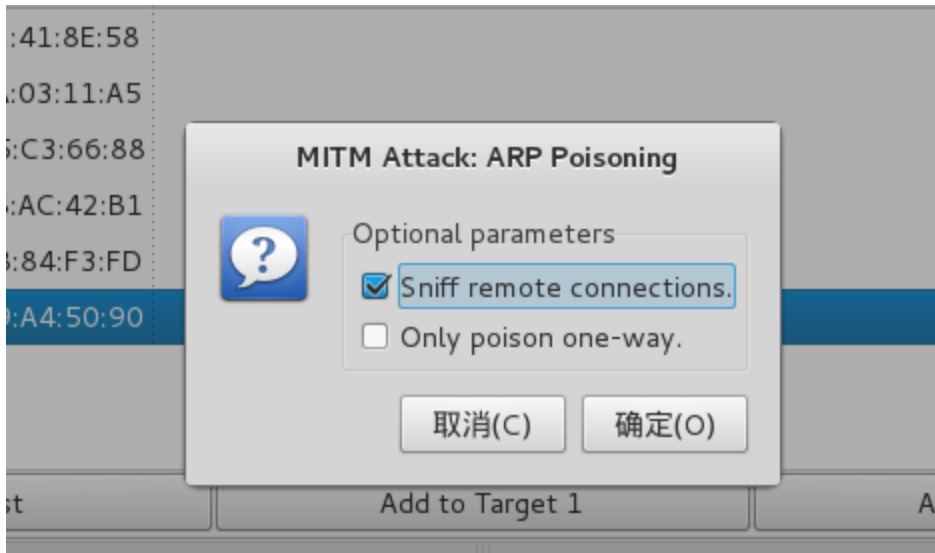 :41:8E:58
:03:11:A5
:C3:66:88
:AC:42:B1
:84:F3:FD
:A4:50:90
MITM Attack: ARP Poisoning
Optional parameters
Sniff remote connections.
Only poison one-way.
取消(C)
确定(O)
st
Add to Target 1
A